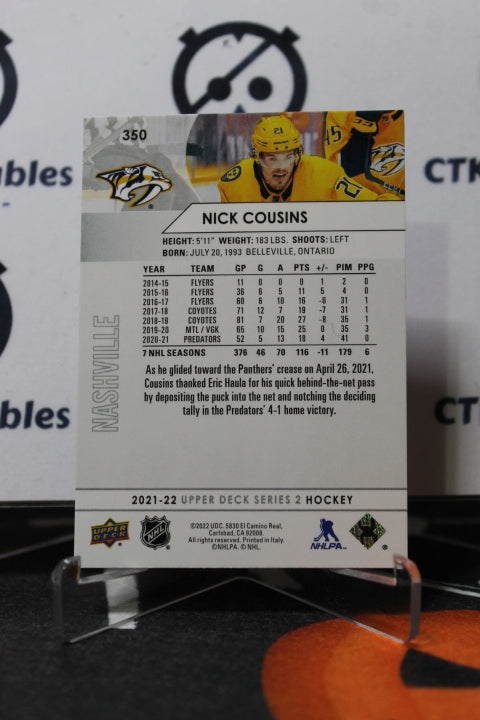 350
21
21
NICK COUSINS
HEIGHT: 5'11" WEIGHT: 183 LBS. SHOOTS: LEFT
BORN: JULY 20, 1993 BELLEVILLE, ONTARIO
YEAR TEAM GP G A PTS +/- PIM PPG
2014-15 FLYERS 11 0 0 0 1 2 0
2015-16 FLYERS 36 6 5 11 5 4 0
2016-17 FLYERS 60 6 10 16 -6 31 1
2017-18 COYOTES 71 12 7 19 -7 31 1
2018-19 COYOTES 81 7 20 27 -8 35 1
2019-20 MTL / VGK 65 10 15 25 0 35 3
2020-21 PREDATORS 52 5 13 18 4 41 0
7 NHL SEASONS 376 46 70 116 -11 179 6
As he glided toward the Panthers' crease on April 26, 2021,
Cousins thanked Eric Haula for his quick behind-the-net pass
by depositing the puck into the net and notching the deciding
tally in the Predators' 4-1 home victory.
NASHVILLE
2021-22 UPPER DECK SERIES 2 HOCKEY
UPPER DECK
NHL
©2022 UDC. 5830 El Camino Real,
Carlsbad, CA 92008.
All rights reserved. Printed in Italy.
©NHLPA. © NHL.
NHLPA
CTK
ables
bles